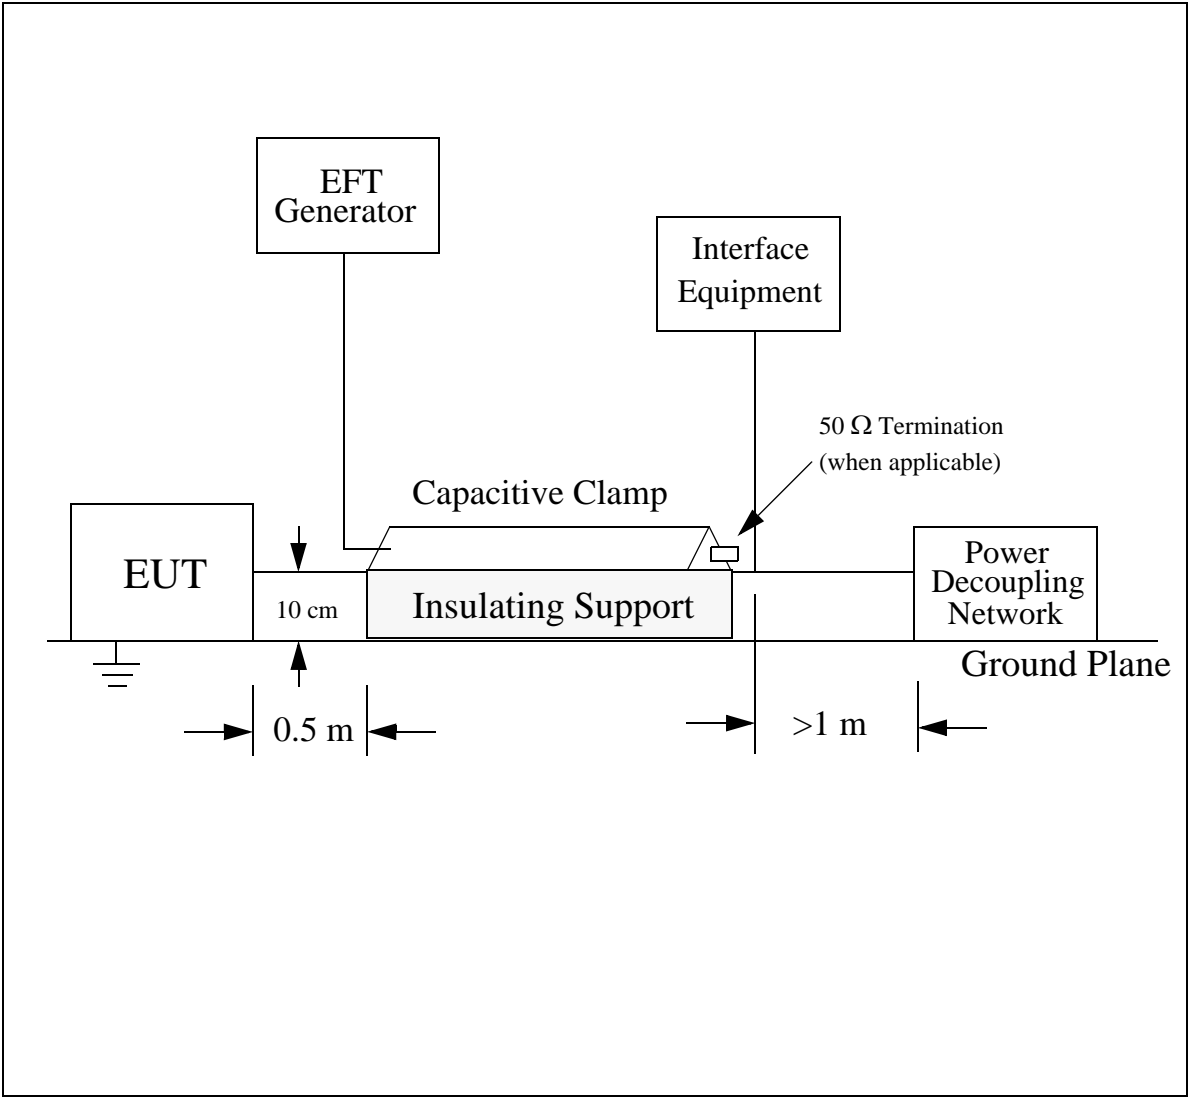 EFT
Generator
Interface
Equipment
50 Ω Termination
(when applicable)
Capacitive Clamp
EUT
10 cm
Insulating Support
Power
Decoupling
Network
Ground Plane
0.5 m
>1 m